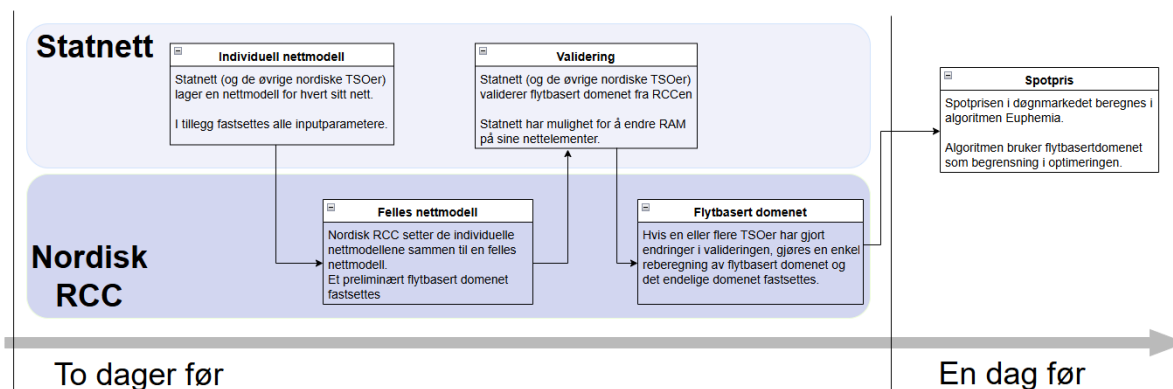 Statnett
Individuell nettmodell
Statnett (og de øvrige nordiske TSOer)
lager en nettmodell for hvert sitt nett.
I tillegg fastsettes alle inputparametere.
Validering
Statnett (og de øvrige nordiske TSOer)
validerer flytbasert domenet fra RCCen
Statnett har mulighet for å endre RAM
på sine nettelementer.
Spotpris
Spotprisen i døgnmarkedet beregnes i
algoritmen Euphemia.
Algoritmen bruker flytbasertdomenet
som begrensning i optimeringen.
Nordisk
RCC
Felles nettmodell
Nordisk RCC setter de individuelle
nettmodellene sammen til en felles
nettmodell.
Et preliminært flytbasert domenet
fastsettes
Flytbasert domenet
Hvis en eller flere TSOer har gjort
endringer i valideringen, gjøres en enkel
reberegning av flytbasert domenet og
det endelige domenet fastsettes.
To dager før
En dag før